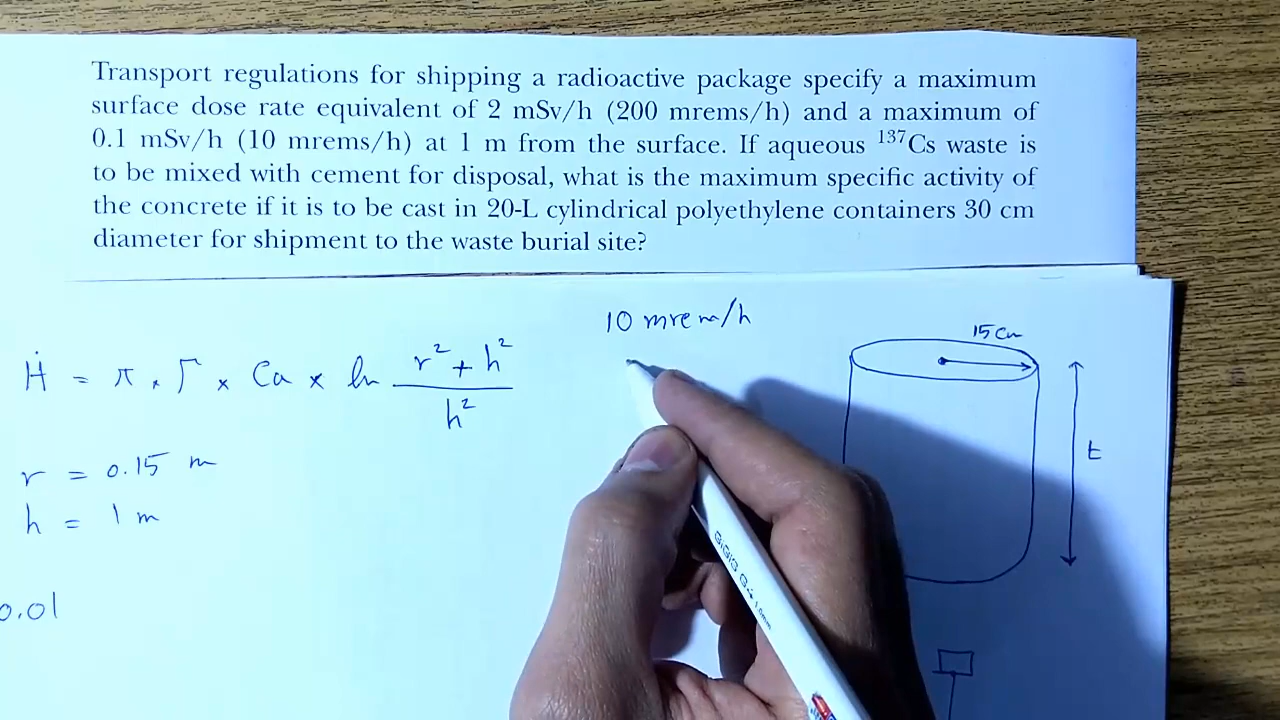 Transport regulations for shipping a radioactive package specify a maximum
surface dose rate equivalent of 2 mSv/h (200 mrems/h) and a maximum of
0.1 mSv/h (10 mrems/h) at 1 m from the surface. If aqueous ¹³⁷Cs waste is
to be mixed with cement for disposal, what is the maximum specific activity of
the concrete if it is to be cast in 20-L cylindrical polyethylene containers 30 cm
diameter for shipment to the waste burial site?
10 mrem/h
15 cm
Ḣ = π × Γ × Ca × ln (r² + h²) / h²
t
r = 0.15 m
h = 1 m
0.01